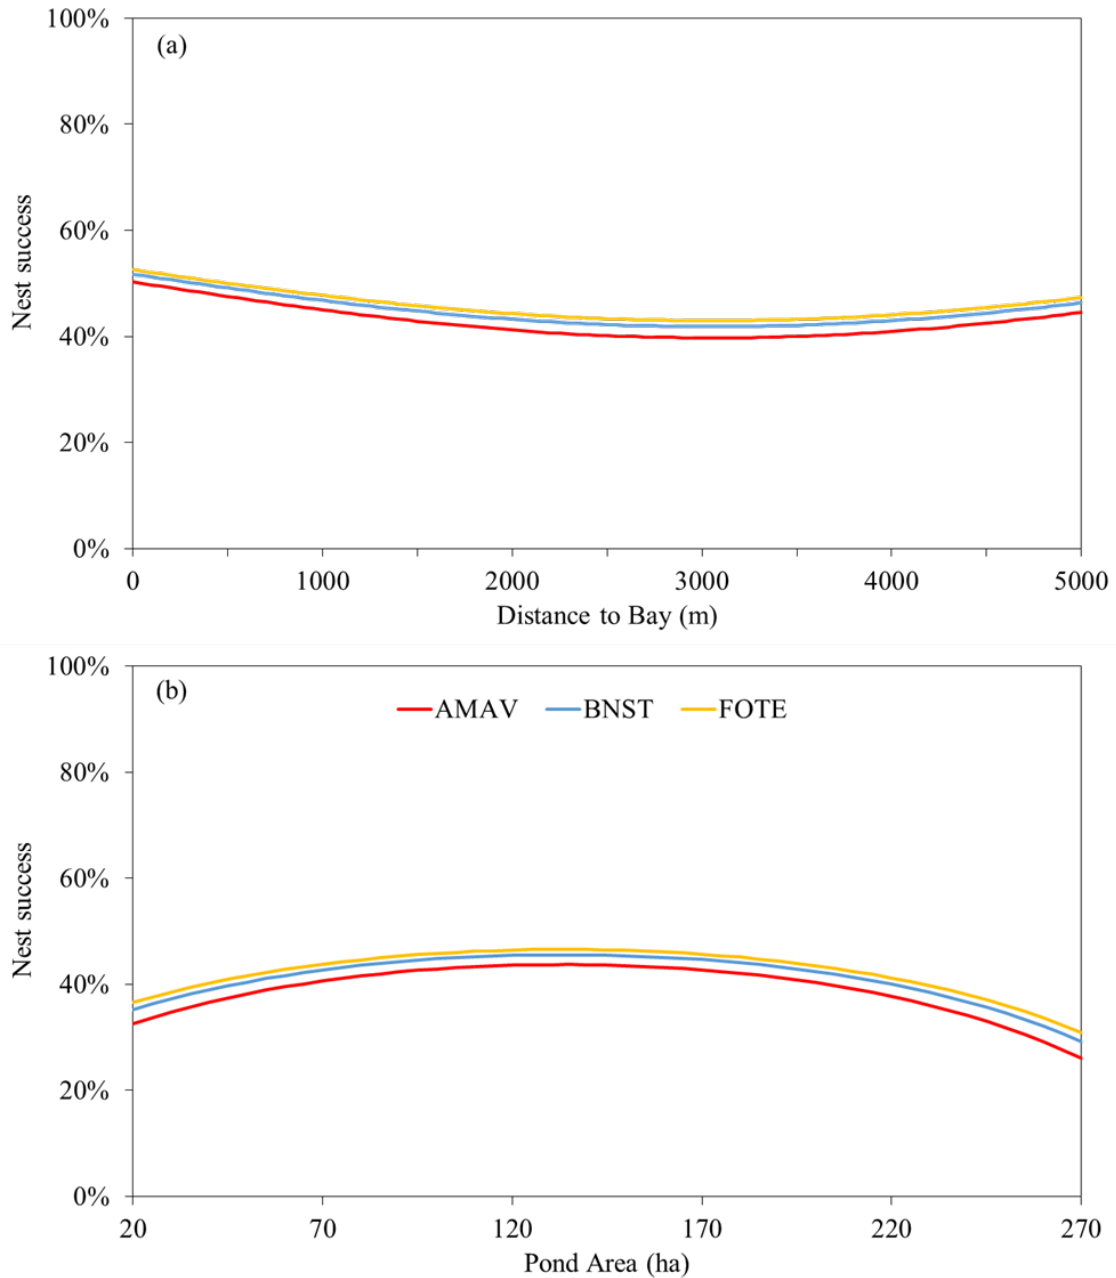 (a)
100%
80%
60%
40%
20%
0%
Nest success
0 1000 2000 3000 4000 5000
Distance to Bay (m)
(b)
AMAV BNST FOTE
100%
80%
60%
40%
20%
0%
Nest success
20 70 120 170 220 270
Pond Area (ha)